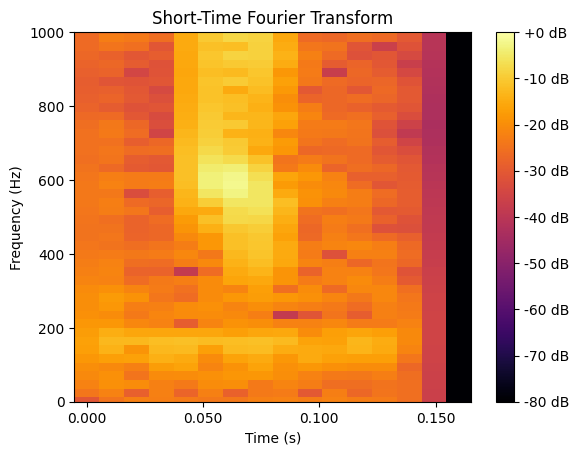 Short-Time Fourier Transform
1000
800
600
400
200
0
Frequency (Hz)
0.000
0.050
0.100
0.150
Time (s)
+0 dB
-10 dB
-20 dB
-30 dB
-40 dB
-50 dB
-60 dB
-70 dB
-80 dB